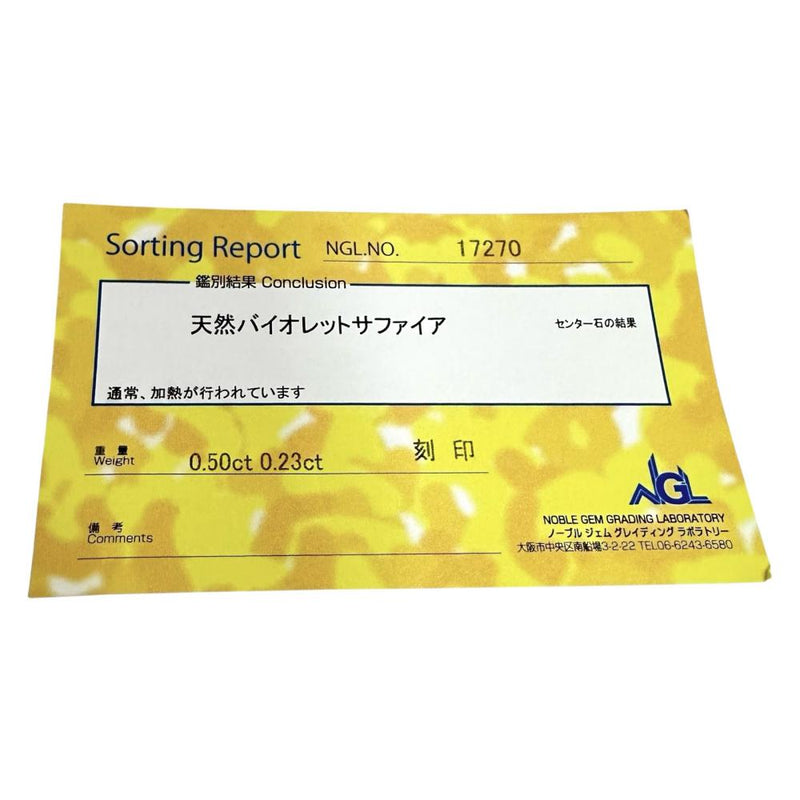 Sorting Report NGL.NO. 17270
鑑別結果 Conclusion
天然バイオレットサファイア センター石の結果
通常、加熱が行われています
重量
Weight 0.50ct 0.23ct 刻印
備考
Comments
NGL
NOBLE GEM GRADING LABORATORY
ノーブル ジェム グレイディング ラボラトリー
大阪市中央区南船場3-2-22 TEL06-6243-6580